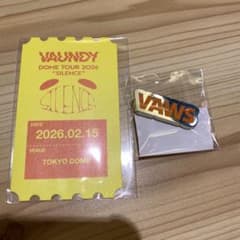 VAUNDY
DOME TOUR 2026
"SILENCE"
SILENCE
DATE
2026.02.15
VENUE
TOKYO DOME
VAWS